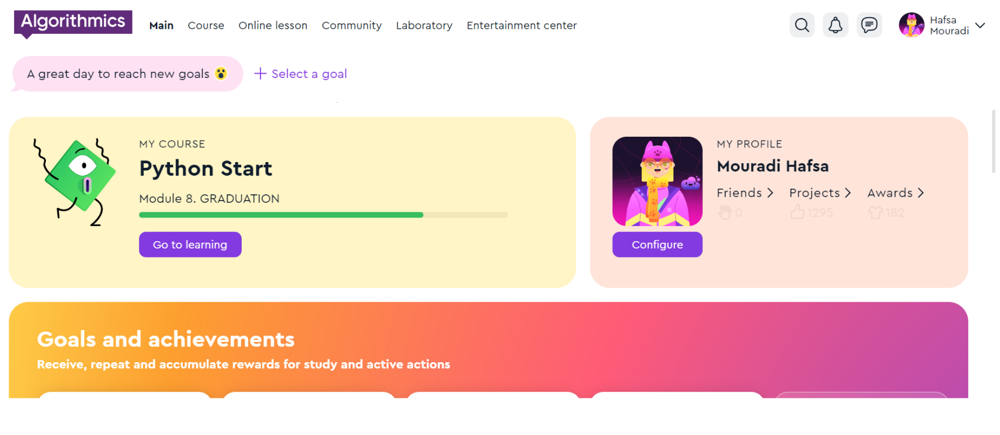 Algorithmics
Main Course Online lesson Community Laboratory Entertainment center
Hafsa
Mouradi
A great day to reach new goals
Select a goal
MY COURSE
Python Start
Module 8. GRADUATION
Go to learning
MY PROFILE
Mouradi Hafsa
Friends Projects Awards
0 1295 182
Configure
Goals and achievements
Receive, repeat and accumulate rewards for study and active actions